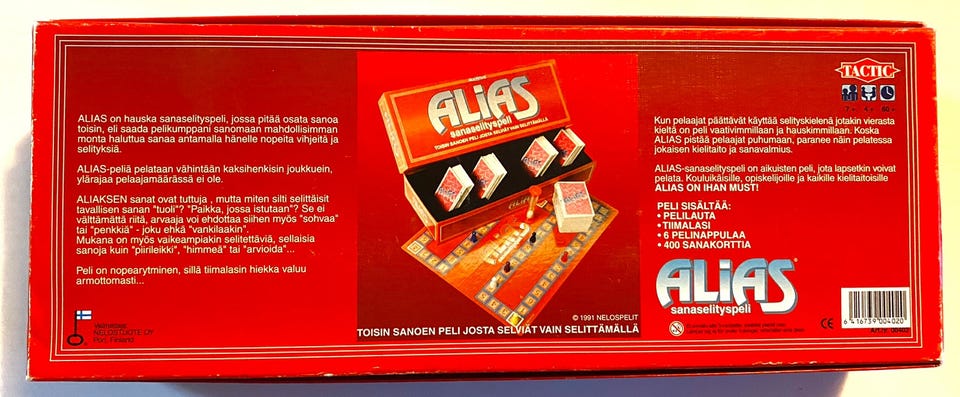 ALIAS on hauska sanaselityspeli, jossa pitää osata sanoa
toisin, eli saada pelikumppani sanomaan mahdollisimman
monta haluttua sanaa antamalla hänelle nopeita vihjeitä ja
selityksiä.
ALIAS-peliä pelataan vähintään kaksihenkisin joukkuein,
ylärajaa pelaajamäärässä ei ole.
ALIAKSEN sanat ovat tuttuja , mutta miten silti selittäisit
tavallisen sanan "tuoli"? "Paikka, jossa istutaan"? Se ei
välttämättä riitä, arvaaja voi ehdottaa siihen myös "sohvaa"
tai "penkkiä" - joku ehkä "vankilaakin".
Mukana on myös vaikeampiakin selitettäviä, sellaisia
sanoja kuin "piirileikki", "himmeä" tai "arvioida"...
Peli on nopearytminen, sillä tiimalasin hiekka valuu
armottomasti...
NELOSTUOTE OY
Pori, Finland
ALIAS
sanaselityspeli
TOISIN SANOEN PELI JOSTA SELVIÄT VAIN SELITTÄMÄLLÄ
© 1991 NELOSPELIT
TOISIN SANOEN PELI JOSTA SELVIÄT VAIN SELITTÄMÄLLÄ
TACTIC
Kun pelaajat päättävät käyttää selityskielenä jotakin vierasta
kieltä on peli vaativimmillaan ja hauskimmillaan. Koska
ALIAS pistää pelaajat puhumaan, paranee näin pelatessa
jokaisen kielitaito ja sanavalmius.
ALIAS-sanaselityspeli on aikuisten peli, jota lapsetkin voivat
pelata. Kouluikäisille, opiskelijoille ja kaikille kielitaitoisille
ALIAS ON IHAN MUST!
PELI SISÄLTÄÄ:
• PELILAUTA
• TIIMALASI
• 6 PELINAPPULAA
• 400 SANAKORTTIA
ALIAS®
sanaselityspeli
CE
6 416739 004020